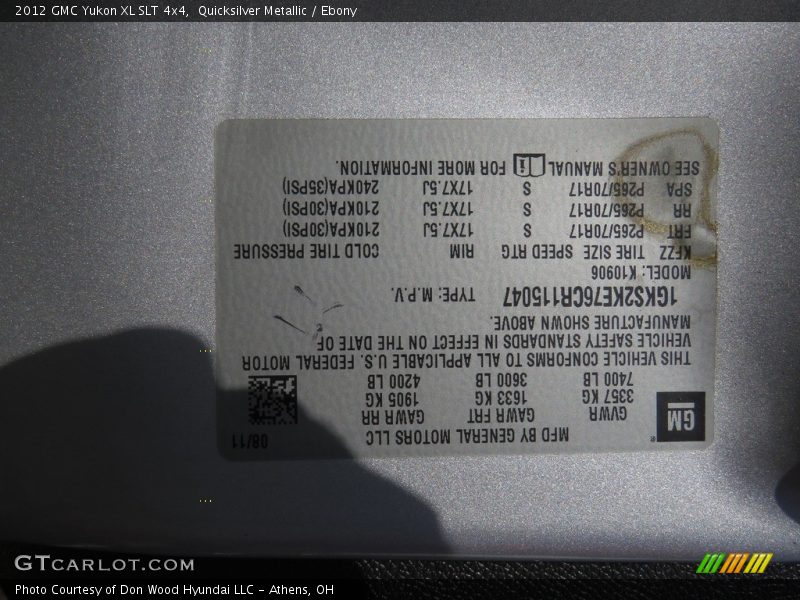 2012 GMC Yukon XL SLT 4x4,  Quicksilver Metallic / Ebony
MFD BY GENERAL MOTORS LLC 08/11
GM
GVWR GAWR FRT GAWR RR
3357 KG 1633 KG 1905 KG
7400 LB 3600 LB 4200 LB
THIS VEHICLE CONFORMS TO ALL APPLICABLE U.S. FEDERAL MOTOR
VEHICLE SAFETY STANDARDS IN EFFECT ON THE DATE OF
MANUFACTURE SHOWN ABOVE.
1GKS2KE76CR115047 TYPE: M.P.V.
MODEL: K10906
KFZZ TIRE SIZE SPEED RTG RIM COLD TIRE PRESSURE
FRT P265/70R17 S 17X7.5J 210KPA(30PSI)
RR P265/70R17 S 17X7.5J 210KPA(30PSI)
SPA P265/70R17 S 17X7.5J 240KPA(35PSI)
SEE OWNER'S MANUAL FOR MORE INFORMATION.
GTCARLOT.COM
Photo Courtesy of Don Wood Hyundai LLC - Athens, OH